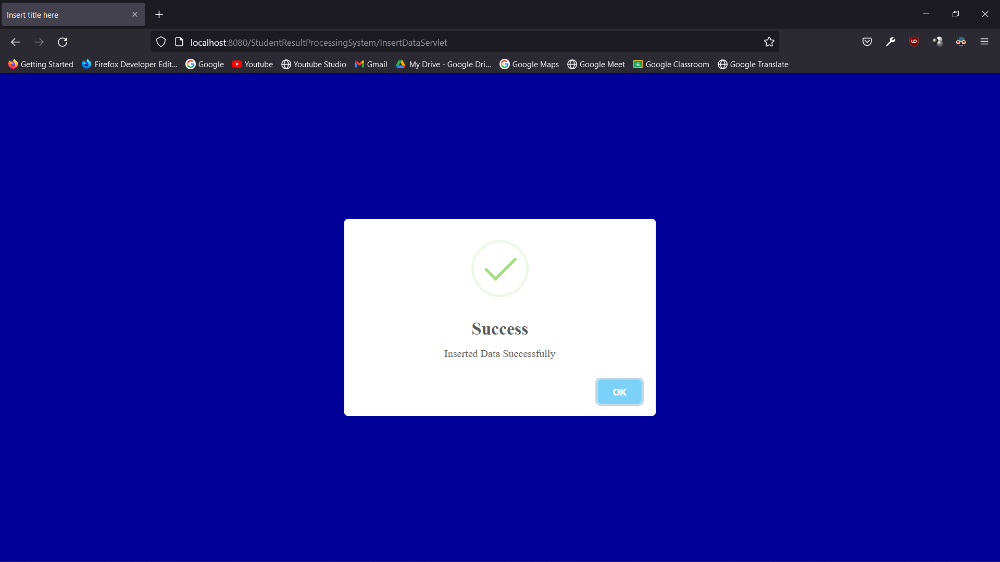 Insert title here
localhost:8080/StudentResultProcessingSystem/InsertDataServlet
Getting Started Firefox Developer Edit... Google Youtube Youtube Studio Gmail My Drive - Google Dri... Google Maps Google Meet Google Classroom Google Translate
Success
Inserted Data Successfully
OK